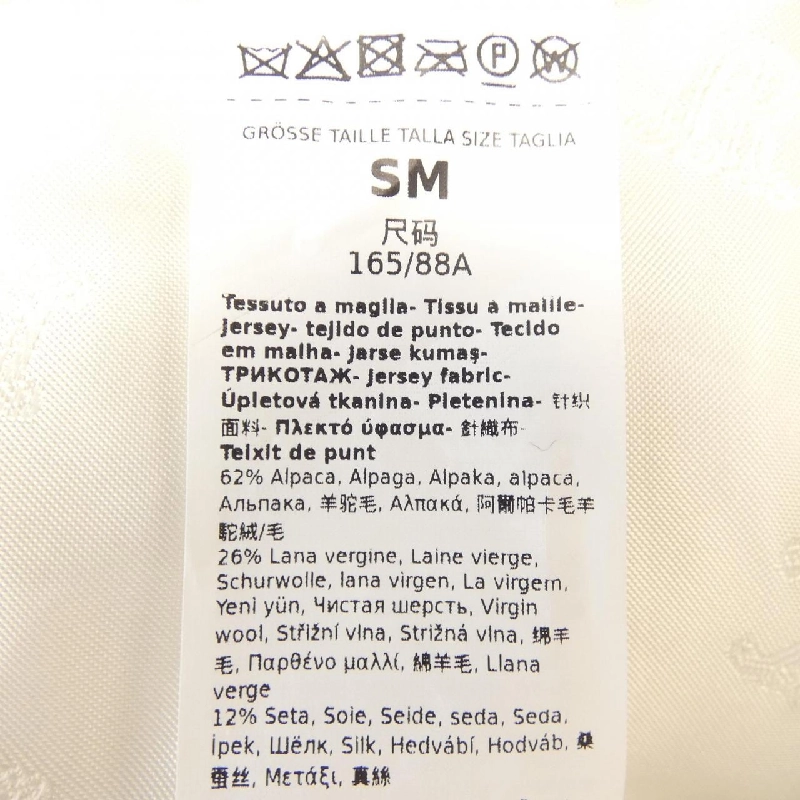 P
W
GRÖSSE TAILLE TALLA SIZE TAGLIA
SM
尺码
165/88A
Tessuto a maglia- Tissu à maille-
Jersey- tejido de punto- Tecido
em malha- Jarse kumaş-
ТРИКОТАЖ- Jersey fabric-
Úpletová tkanina- Pletenina- 针织
面料- Πλεκτό ύφασμα- 針織布-
Teixit de punt
62% Alpaca, Alpaga, Alpaka, alpaca,
Альпака, 羊驼毛, Αλπακά, 阿爾帕卡毛羊
駝絨/毛
26% Lana vergine, Laine vierge,
Schurwolle, lana virgen, La virgem,
Yeni yün, Чистая шерсть, Virgin
wool, Střižní vlna, Strižná vlna, 绵羊
毛, Παρθένο μαλλί, 綿羊毛, Llana
verge
12% Seta, Soie, Seide, seda, Seda,
İpek, Шёлк, Silk, Hedvábí, Hodváb, 桑
蚕丝, Μετάξι, 真絲